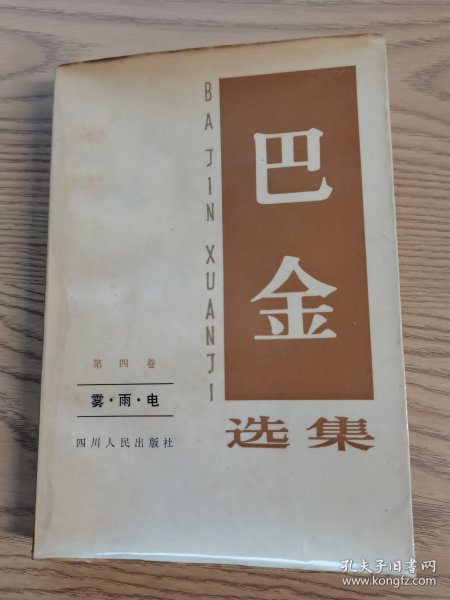 巴金
选集
BA JIN XUANJI
第四卷
雾·雨·电
四川人民出版社
孔夫子旧书网
www.kongfz.com